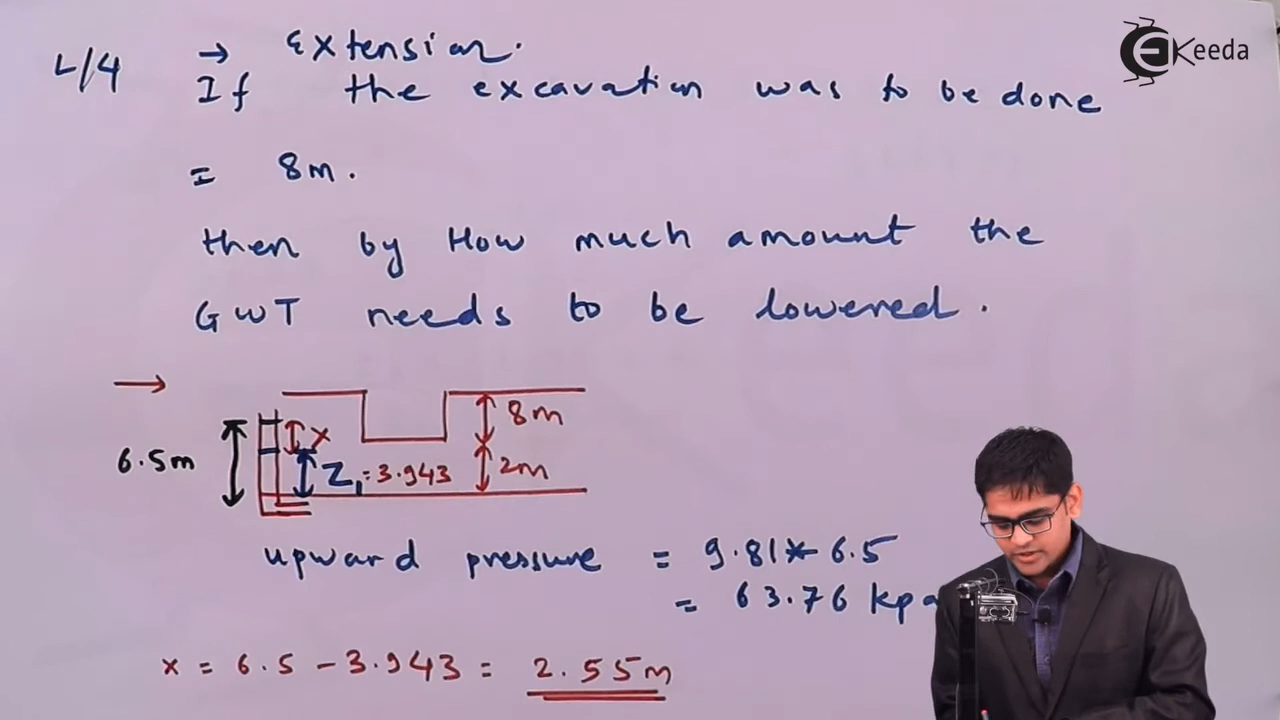 L/4 → Extension.
Keeda
If the excavation was to be done
= 8m.
then by How much amount the
GWT needs to be lowered.
→
6.5m
x
Z₁ = 3.943
8m
2m
upward pressure = 9.81 * 6.5
= 63.76 kpa
x = 6.5 - 3.943 = 2.55m